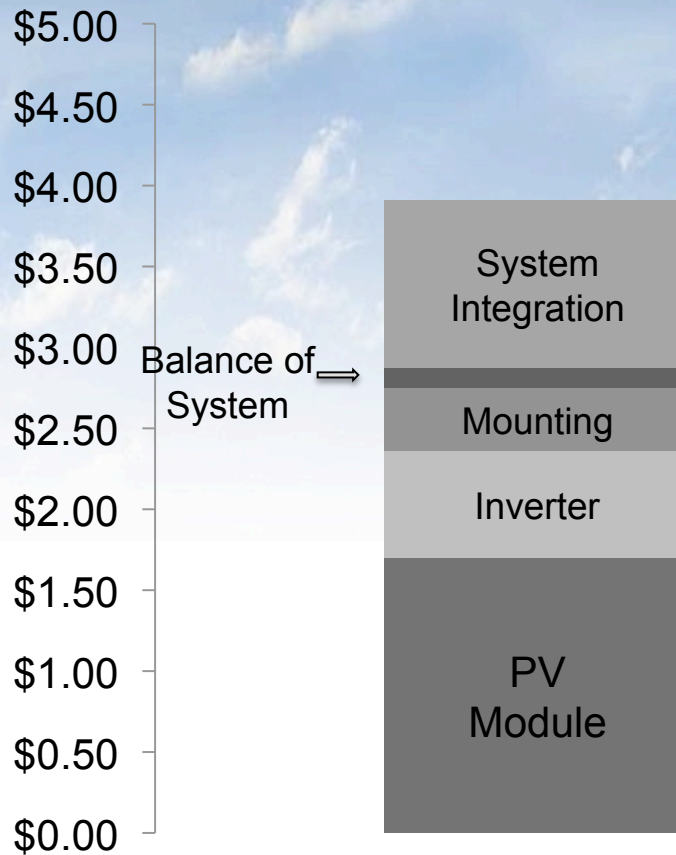 $5.00
$4.50
$4.00
$3.50
$3.00
$2.50
$2.00
$1.50
$1.00
$0.50
$0.00
Balance of
System
System
Integration
Mounting
Inverter
PV
Module